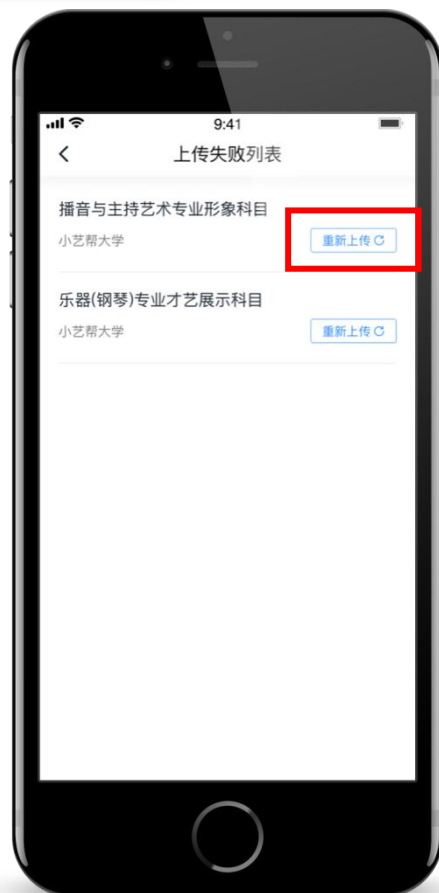 9:41
上传失败列表
播音与主持艺术专业形象科目
小艺帮大学
重新上传
乐器(钢琴)专业才艺展示科目
小艺帮大学
重新上传